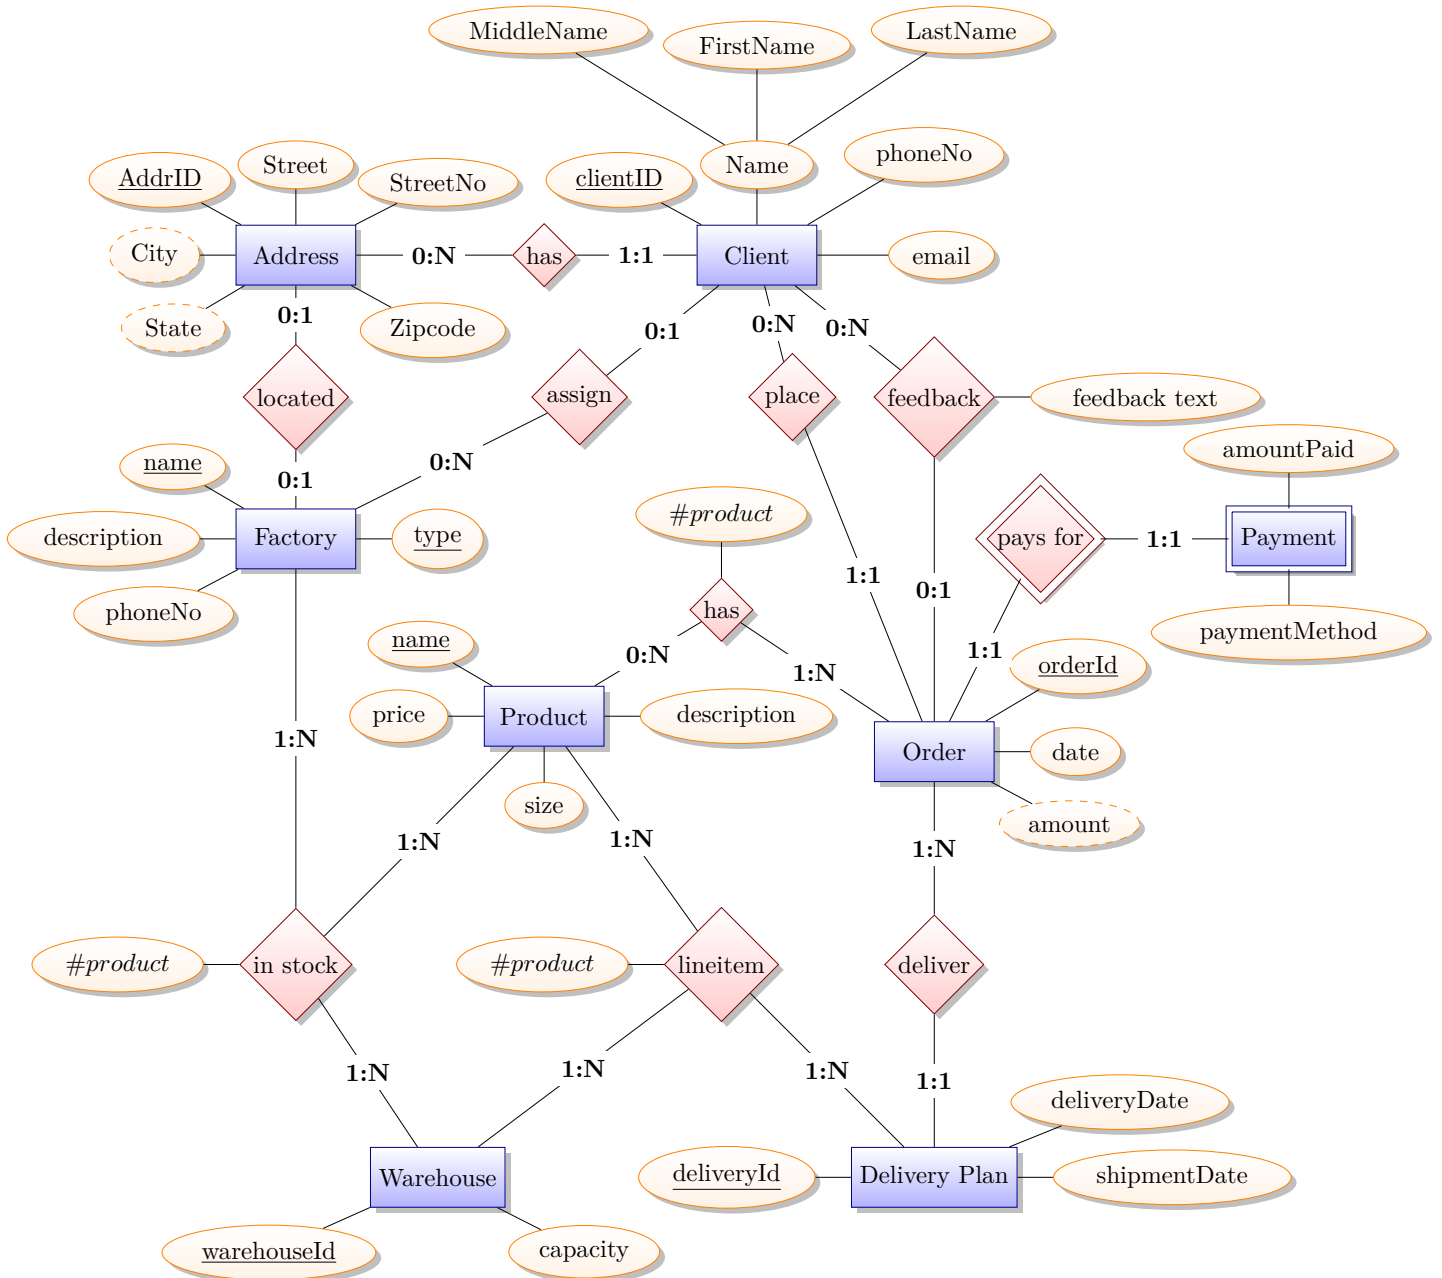 MiddleName
FirstName
LastName
AddrID
Street
StreetNo
clientID
Name
phoneNo
City
Address
0:N
has
1:1
Client
email
State
0:1
Zipcode
0:1
0:N
0:N
located
assign
place
feedback
feedback text
name
0:1
0:N
amountPaid
#product
description
Factory
type
pays for
1:1
Payment
phoneNo
1:1
0:1
has
name
0:N
1:N
1:1
orderId
paymentMethod
price
Product
description
1:N
Order
date
size
amount
1:N
1:N
1:N
#product
in stock
#product
lineitem
deliver
1:N
1:N
1:N
1:1
deliveryDate
Warehouse
deliveryId
Delivery Plan
shipmentDate
warehouseId
capacity